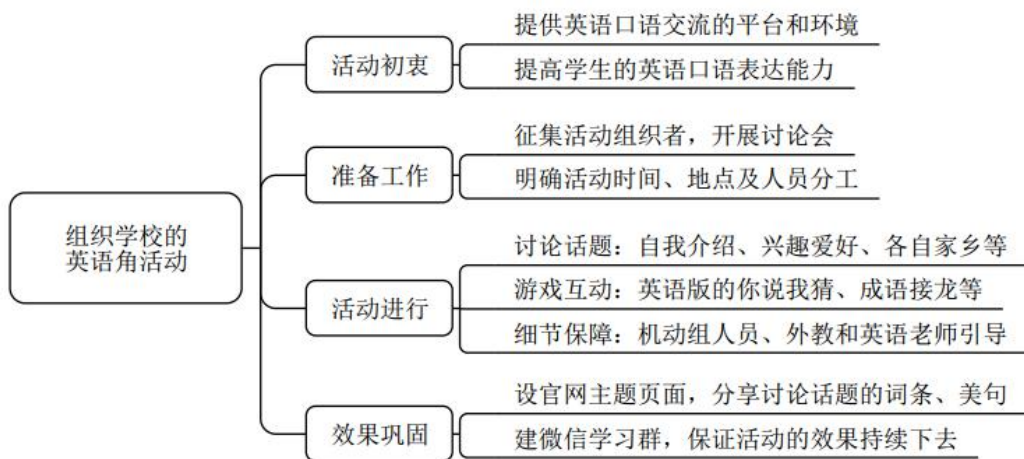 组织学校的
英语角活动
活动初衷
提供英语口语交流的平台和环境
提高学生的英语口语表达能力
准备工作
征集活动组织者，开展讨论会
明确活动时间、地点及人员分工
活动进行
讨论话题：自我介绍、兴趣爱好、各自家乡等
游戏互动：英语版的你说我猜、成语接龙等
细节保障：机动组人员、外教和英语老师引导
效果巩固
设官网主题页面，分享讨论话题的词条、美句
建微信学习群，保证活动的效果持续下去